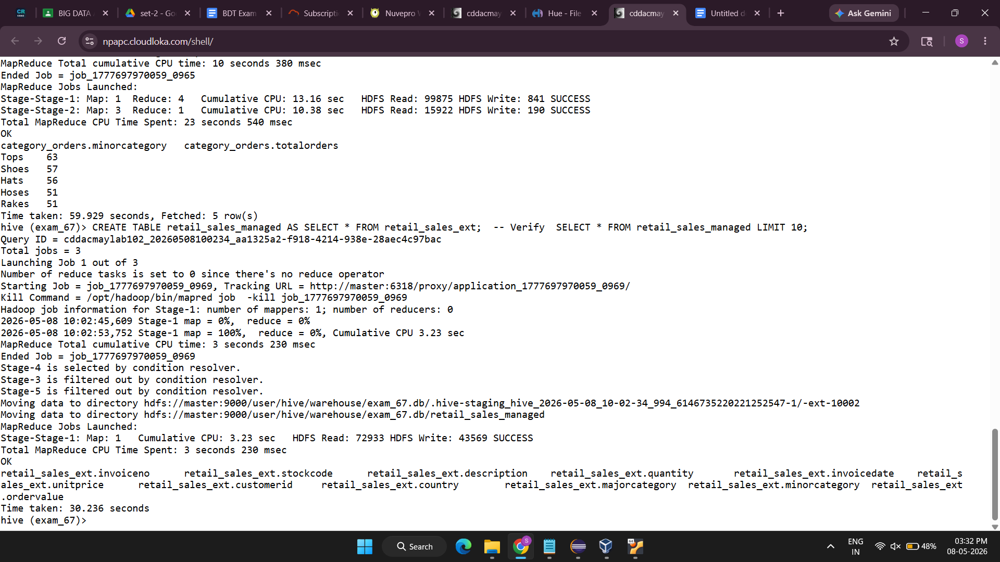 CR
CDAC
BIG DATA
set-2 - Go
BDT Exam
Subscripti
Nuvepro
cddacmay
Hue - File
cddacmay
Untitled d
Ask Gemini
npapc.cloudloka.com/shell/
S
MapReduce Total cumulative CPU time: 10 seconds 380 msec
Ended Job = job_1777697970059_0965
MapReduce Jobs Launched:
Stage-Stage-1: Map: 1  Reduce: 4   Cumulative CPU: 13.16 sec   HDFS Read: 99875 HDFS Write: 841 SUCCESS
Stage-Stage-2: Map: 3  Reduce: 1   Cumulative CPU: 10.38 sec   HDFS Read: 15922 HDFS Write: 190 SUCCESS
Total MapReduce CPU Time Spent: 23 seconds 540 msec
OK
category_orders.minorcategory   category_orders.totalorders
Tops    63
Shoes   57
Hats    56
Hoses   51
Rakes   51
Time taken: 59.929 seconds, Fetched: 5 row(s)
hive (exam_67)> CREATE TABLE retail_sales_managed AS SELECT * FROM retail_sales_ext;  -- Verify  SELECT * FROM retail_sales_managed LIMIT 10;
Query ID = cddacmaylab102_20260508100234_aa1325a2-f918-4214-938e-28aec4c97bac
Total jobs = 3
Launching Job 1 out of 3
Number of reduce tasks is set to 0 since there's no reduce operator
Starting Job = job_1777697970059_0969, Tracking URL = http://master:6318/proxy/application_1777697970059_0969/
Kill Command = /opt/hadoop/bin/mapred job  -kill job_1777697970059_0969
Hadoop job information for Stage-1: number of mappers: 1; number of reducers: 0
2026-05-08 10:02:45,609 Stage-1 map = 0%,  reduce = 0%
2026-05-08 10:02:53,752 Stage-1 map = 100%,  reduce = 0%, Cumulative CPU 3.23 sec
MapReduce Total cumulative CPU time: 3 seconds 230 msec
Ended Job = job_1777697970059_0969
Stage-4 is selected by condition resolver.
Stage-3 is filtered out by condition resolver.
Stage-5 is filtered out by condition resolver.
Moving data to directory hdfs://master:9000/user/hive/warehouse/exam_67.db/.hive-staging_hive_2026-05-08_10-02-34_994_6146735220221252547-1/-ext-10002
Moving data to directory hdfs://master:9000/user/hive/warehouse/exam_67.db/retail_sales_managed
MapReduce Jobs Launched:
Stage-Stage-1: Map: 1   Cumulative CPU: 3.23 sec   HDFS Read: 72933 HDFS Write: 43569 SUCCESS
Total MapReduce CPU Time Spent: 3 seconds 230 msec
OK
retail_sales_ext.invoiceno      retail_sales_ext.stockcode      retail_sales_ext.description    retail_sales_ext.quantity       retail_sales_ext.invoicedate    retail_s
ales_ext.unitprice      retail_sales_ext.customerid     retail_sales_ext.country        retail_sales_ext.majorcategory  retail_sales_ext.minorcategory  retail_sales_ext
.ordervalue
Time taken: 30.236 seconds
hive (exam_67)>
Search
S
64
ENG
IN
48%
03:32 PM
08-05-2026